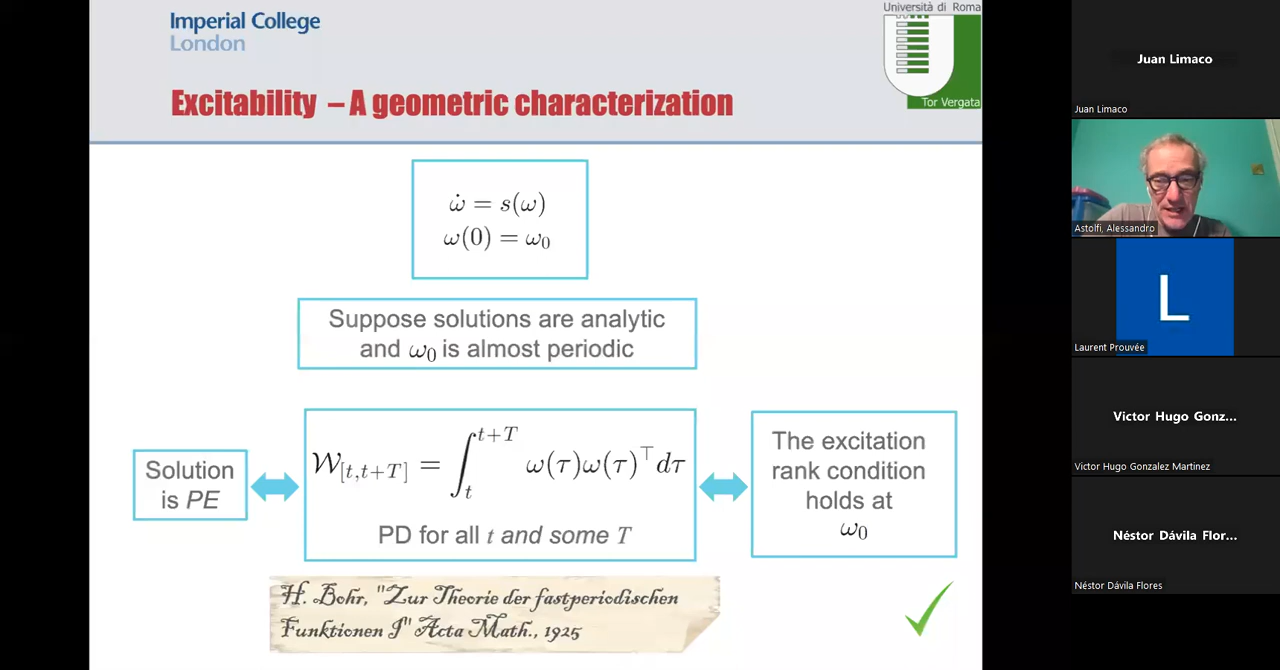 Imperial College
London
Università di Roma
Tor Vergata
Excitability – A geometric characterization
ω̇ = s(ω)
ω(0) = ω₀
Suppose solutions are analytic
and ω₀ is almost periodic
Solution
is PE
𝒲[t,t+T] = ∫ₜᵗ⁺ᵀ ω(τ)ω(τ)⊤dτ
PD for all t and some T
The excitation
rank condition
holds at
ω₀
H. Bohr, "Zur Theorie der fastperiodischen
Funktionen I" Acta Math., 1925
Juan Limaco
Juan Limaco
Astolfi, Alessandro
L
Laurent Prouvée
Victor Hugo Gonz...
Victor Hugo Gonzalez Martinez
Néstor Dávila Flor...
Néstor Dávila Flores